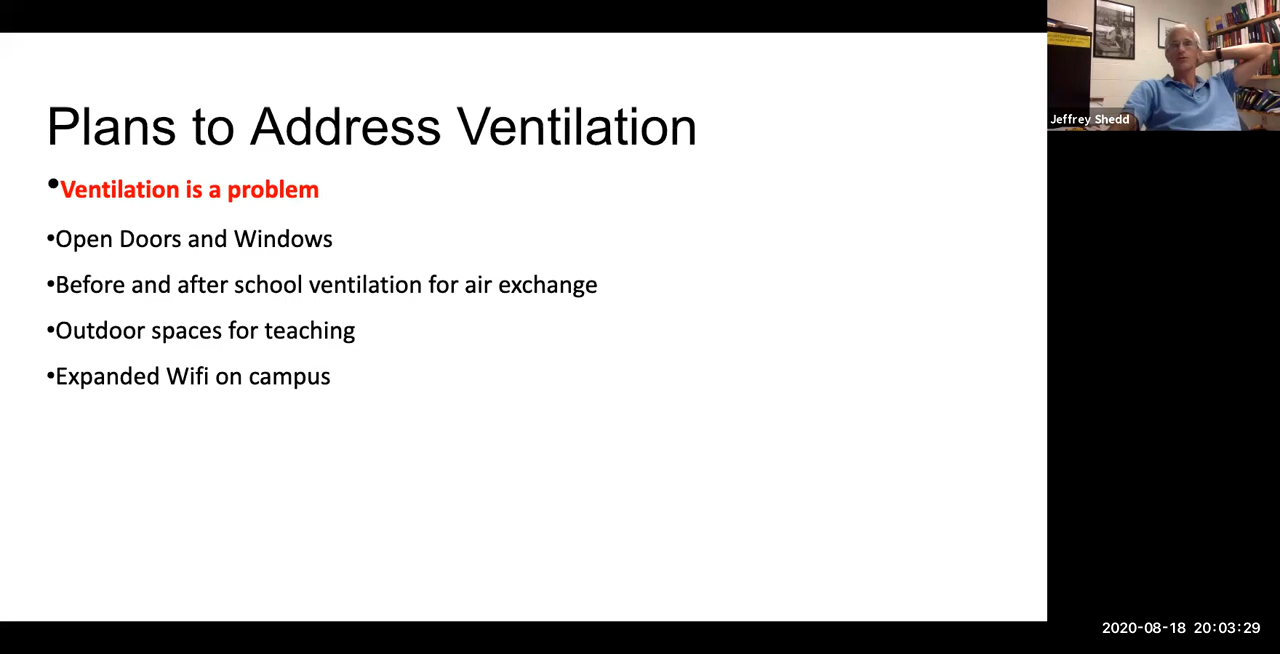 Plans to Address Ventilation
•Ventilation is a problem
•Open Doors and Windows
•Before and after school ventilation for air exchange
•Outdoor spaces for teaching
•Expanded Wifi on campus
Jeffrey Shedd
2020-08-18 20:03:29